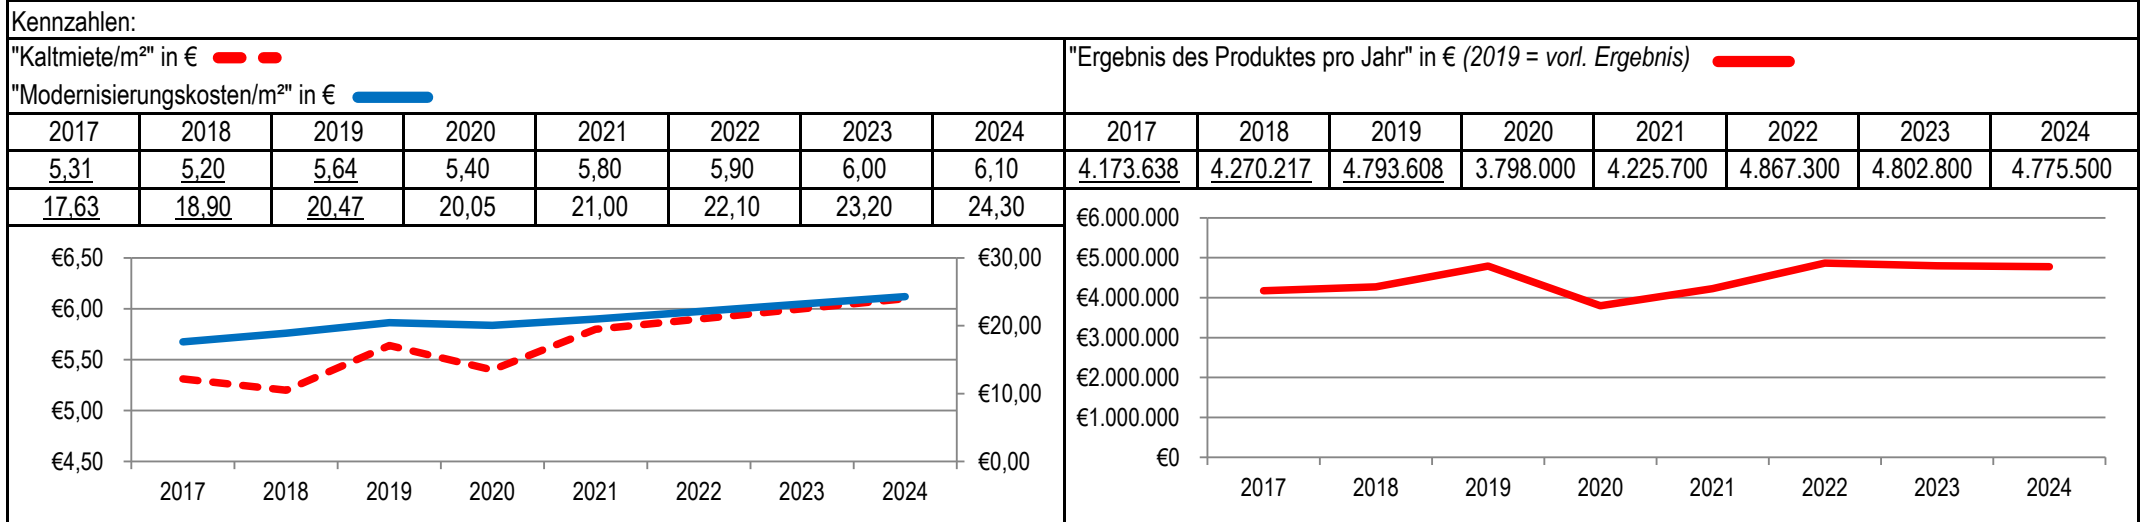 Kennzahlen:
"Kaltmiete/m²" in €
"Modernisierungskosten/m²" in €
2017 2018 2019 2020 2021 2022 2023 2024
5,31 5,20 5,64 5,40 5,80 5,90 6,00 6,10
17,63 18,90 20,47 20,05 21,00 22,10 23,20 24,30
€6,50
€6,00
€5,50
€5,00
€4,50
€30,00
€20,00
€10,00
€0,00
2017 2018 2019 2020 2021 2022 2023 2024
"Ergebnis des Produktes pro Jahr" in € (2019 = vorl. Ergebnis)
2017 2018 2019 2020 2021 2022 2023 2024
4.173.638 4.270.217 4.793.608 3.798.000 4.225.700 4.867.300 4.802.800 4.775.500
€6.000.000
€5.000.000
€4.000.000
€3.000.000
€2.000.000
€1.000.000
€0
2017 2018 2019 2020 2021 2022 2023 2024